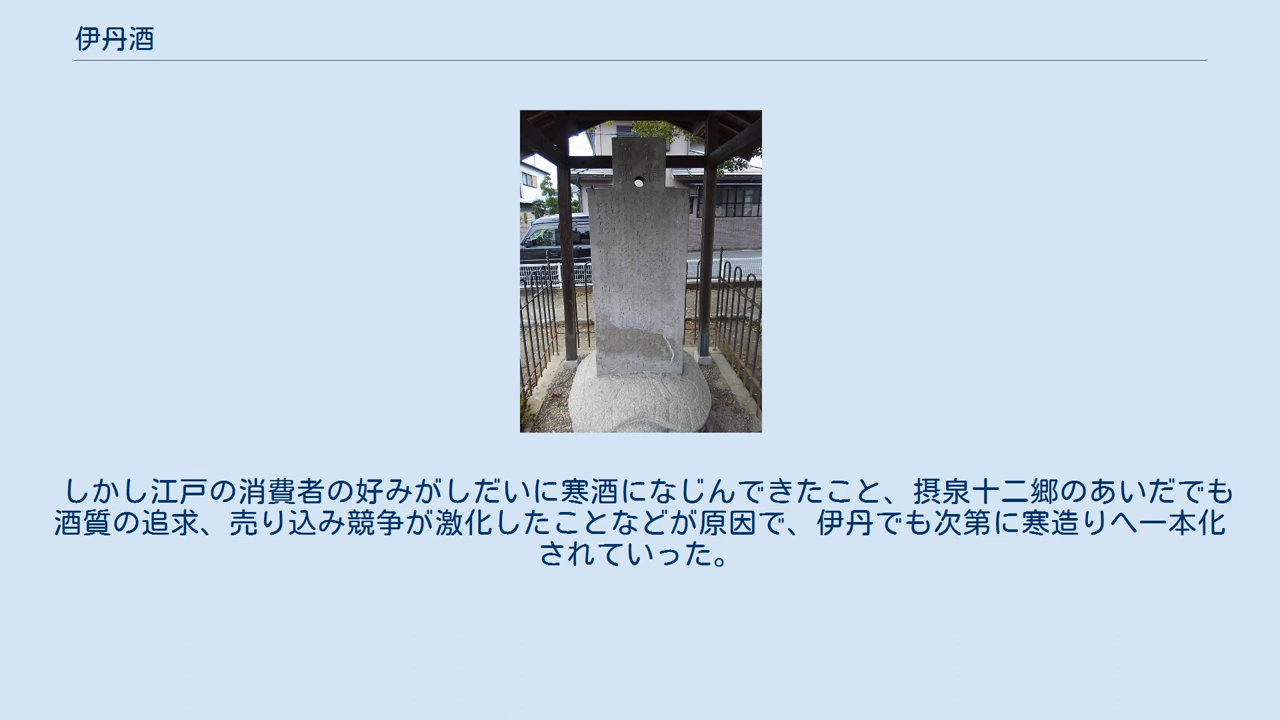 伊丹酒
しかし江戸の消費者の好みがしだいに寒酒になじんできたこと、摂泉十二郷のあいだでも
酒質の追求、売り込み競争が激化したことなどが原因で、伊丹でも次第に寒造りへ一本化
されていった。